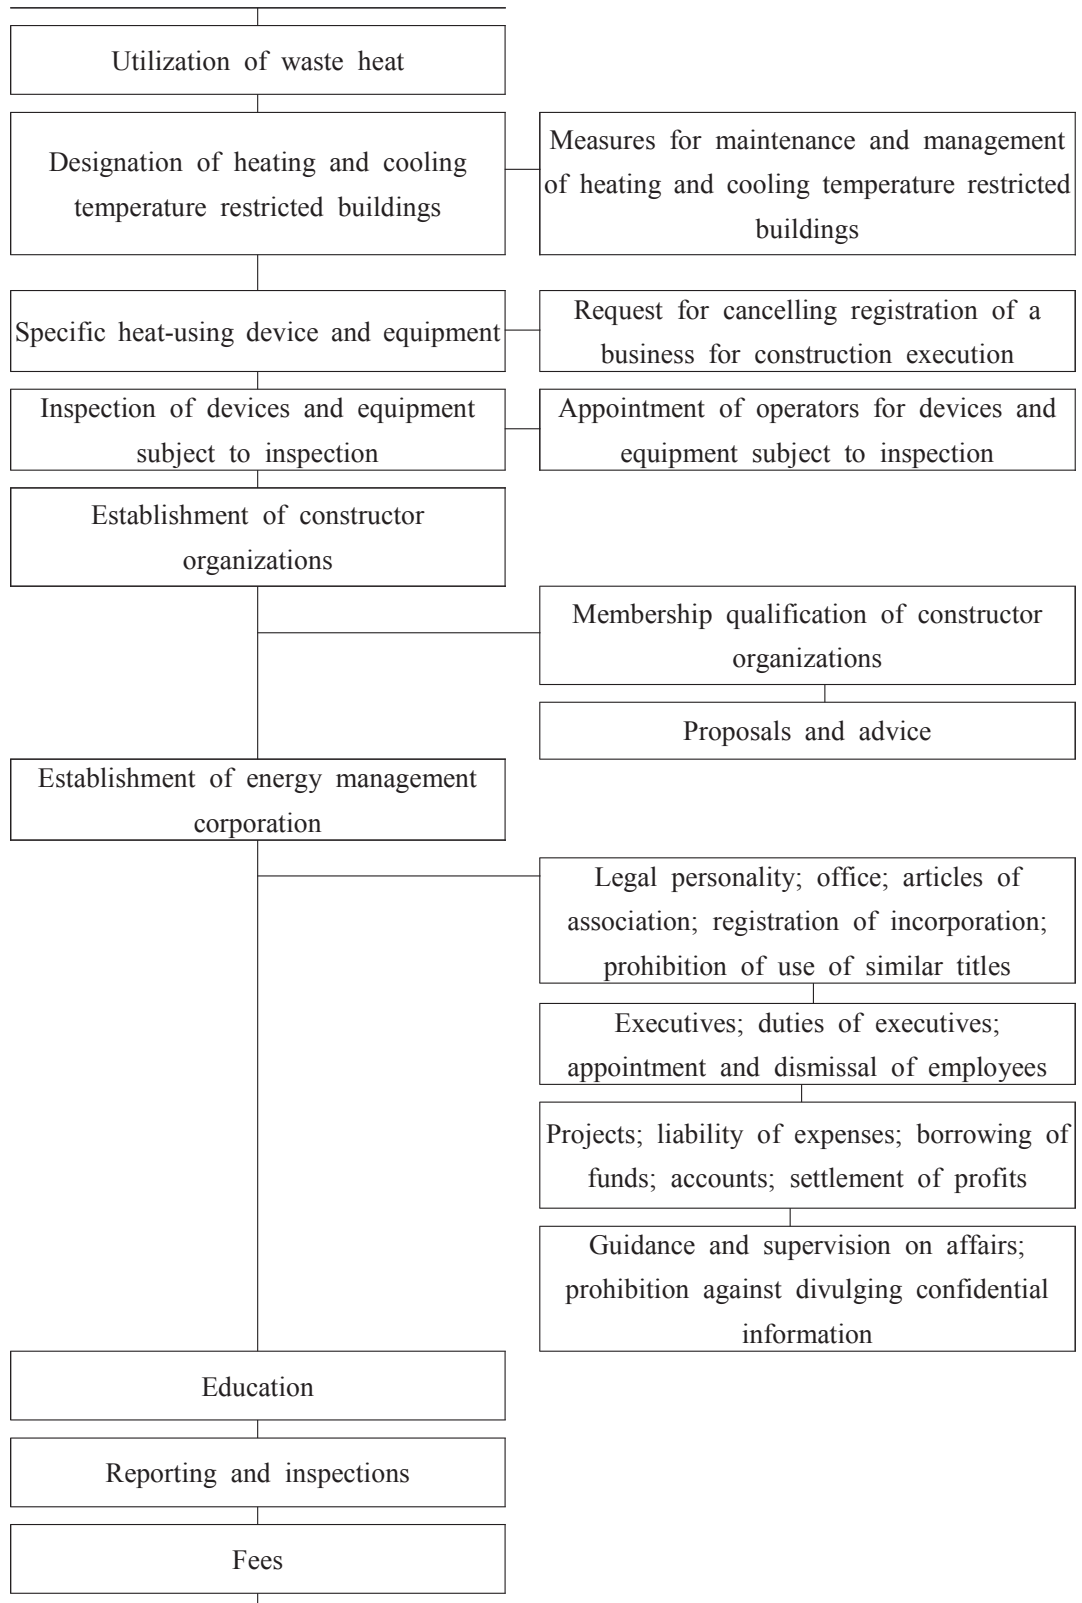 Utilization of waste heat
Designation of heating and cooling
temperature restricted buildings
Measures for maintenance and management
of heating and cooling temperature restricted
buildings
Specific heat-using device and equipment
Request for cancelling registration of a
business for construction execution
Inspection of devices and equipment
subject to inspection
Appointment of operators for devices and
equipment subject to inspection
Establishment of constructor
organizations
Membership qualification of constructor
organizations
Proposals and advice
Establishment of energy management
corporation
Legal personality; office; articles of
association; registration of incorporation;
prohibition of use of similar titles
Executives; duties of executives;
appointment and dismissal of employees
Projects; liability of expenses; borrowing of
funds; accounts; settlement of profits
Guidance and supervision on affairs;
prohibition against divulging confidential
information
Education
Reporting and inspections
Fees